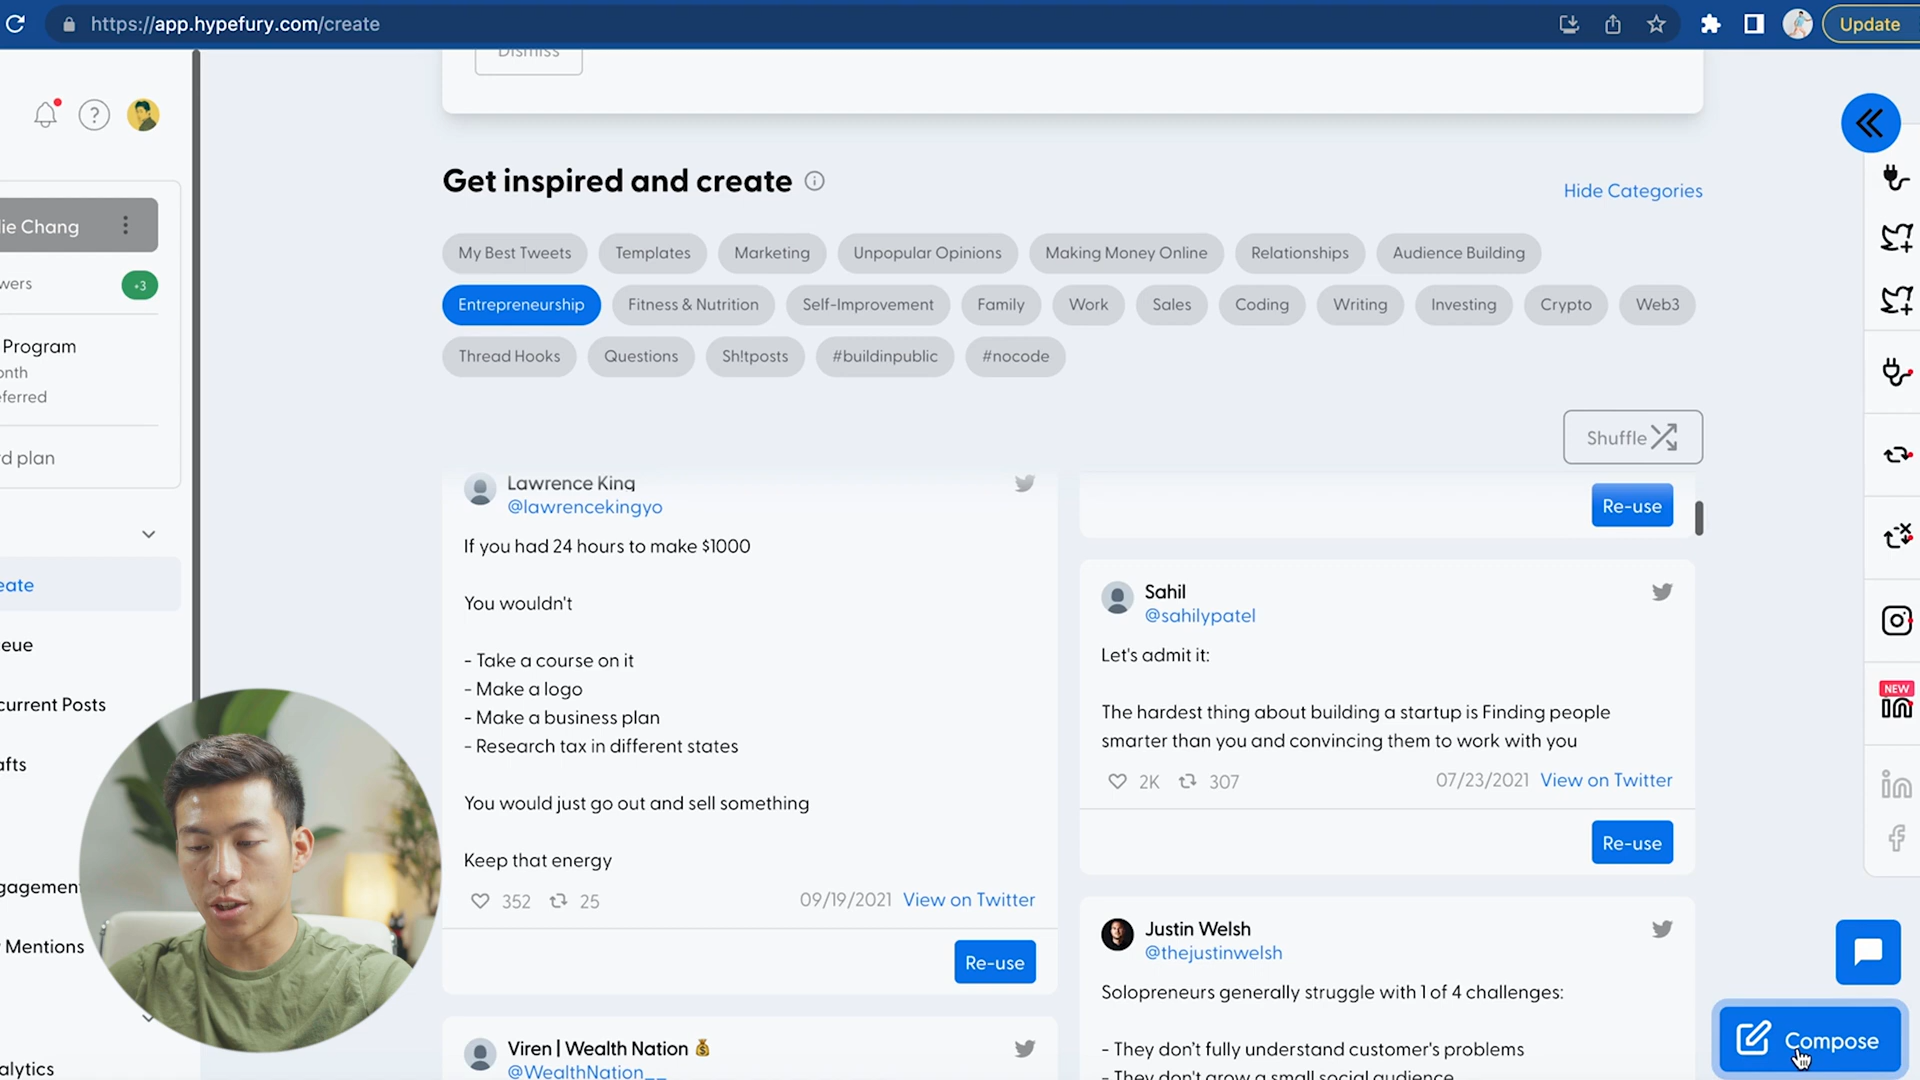 https://app.hypefury.com/create
Update
Dismiss
Get inspired and create
Hide Categories
My Best Tweets
Templates
Marketing
Unpopular Opinions
Making Money Online
Relationships
Audience Building
Entrepreneurship
Fitness & Nutrition
Self-Improvement
Family
Work
Sales
Coding
Writing
Investing
Crypto
Web3
Thread Hooks
Questions
Sh!tposts
#buildinpublic
#nocode
Shuffle
ie Chang
wers
+3
Program
onth
ferred
d plan
eate
eue
current Posts
afts
gagemen
Mentions
alytics
Lawrence King
@lawrencekingyo
If you had 24 hours to make $1000
You wouldn't
- Take a course on it
- Make a logo
- Make a business plan
- Research tax in different states
You would just go out and sell something
Keep that energy
352
25
09/19/2021 View on Twitter
Re-use
Viren | Wealth Nation 💰
@WealthNation__
Re-use
Sahil
@sahilypatel
Let's admit it:
The hardest thing about building a startup is Finding people
smarter than you and convincing them to work with you
2K
307
07/23/2021 View on Twitter
Re-use
Justin Welsh
@thejustinwelsh
Solopreneurs generally struggle with 1 of 4 challenges:
- They don't fully understand customer's problems
- They don't grow a small social audience
NEW
Compose